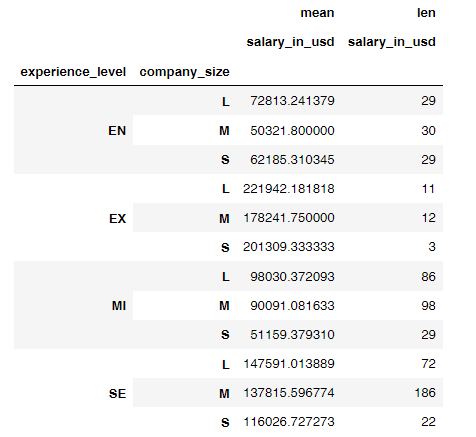 mean len
salary_in_usd salary_in_usd
experience_level company_size
L 72813.241379 29
EN M 50321.800000 30
S 62185.310345 29
L 221942.181818 11
EX M 178241.750000 12
S 201309.333333 3
L 98030.372093 86
MI M 90091.081633 98
S 51159.379310 29
L 147591.013889 72
SE M 137815.596774 186
S 116026.727273 22